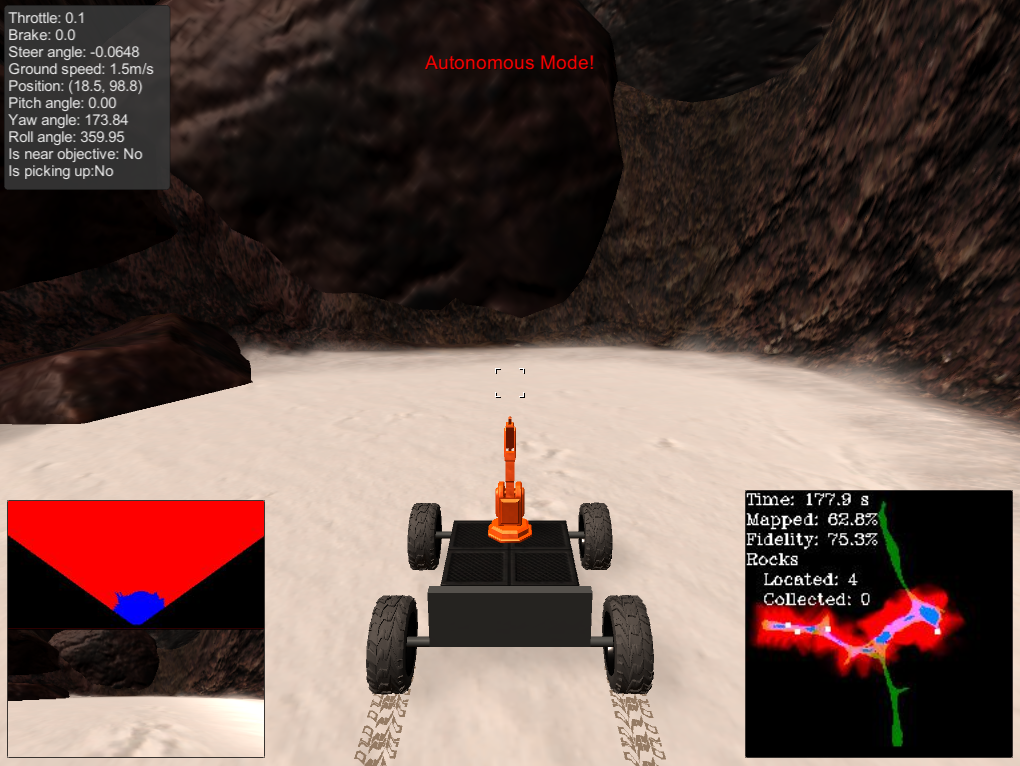 Throttle: 0.1
Brake: 0.0
Steer angle: -0.0648
Ground speed: 1.5m/s
Position: (18.5, 98.8)
Pitch angle: 0.00
Yaw angle: 173.84
Roll angle: 359.95
Is near objective: No
Is picking up:No
Autonomous Mode!
Time: 177.9 s
Mapped: 62.8%
Fidelity: 75.3%
Rocks
Located: 4
Collected: 0